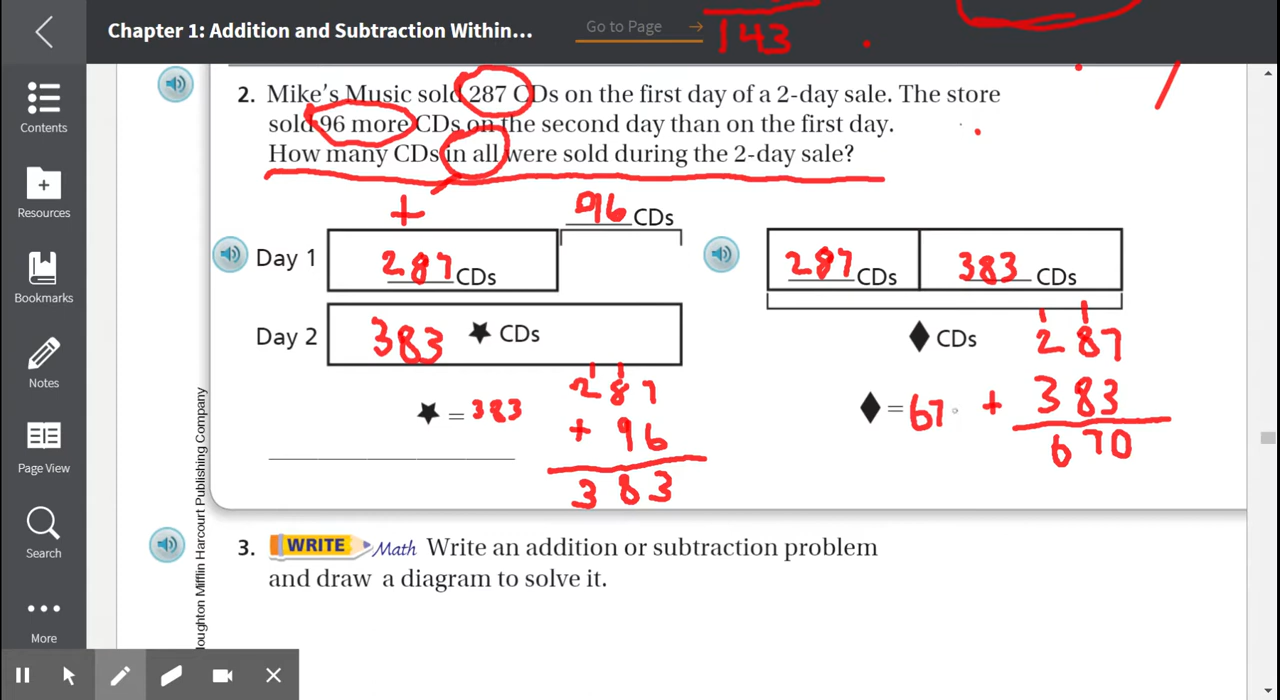 Chapter 1: Addition and Subtraction Within...
Go to Page →
143
Contents
Resources
Bookmarks
Notes
Page View
Search
More
2. Mike's Music sold 287 CDs on the first day of a 2-day sale. The store
sold 96 more CDs on the second day than on the first day.
How many CDs in all were sold during the 2-day sale?
+
96 CDs
Day 1 287 CDs
Day 2 383 ★ CDs
★ = 383
1 1
287
+ 96
383
287 CDs 383 CDs
♦ CDs
♦ = 67
1 1
287
+ 383
670
oughton Mifflin Harcourt Publishing Company
3. WRITE Math Write an addition or subtraction problem
and draw a diagram to solve it.